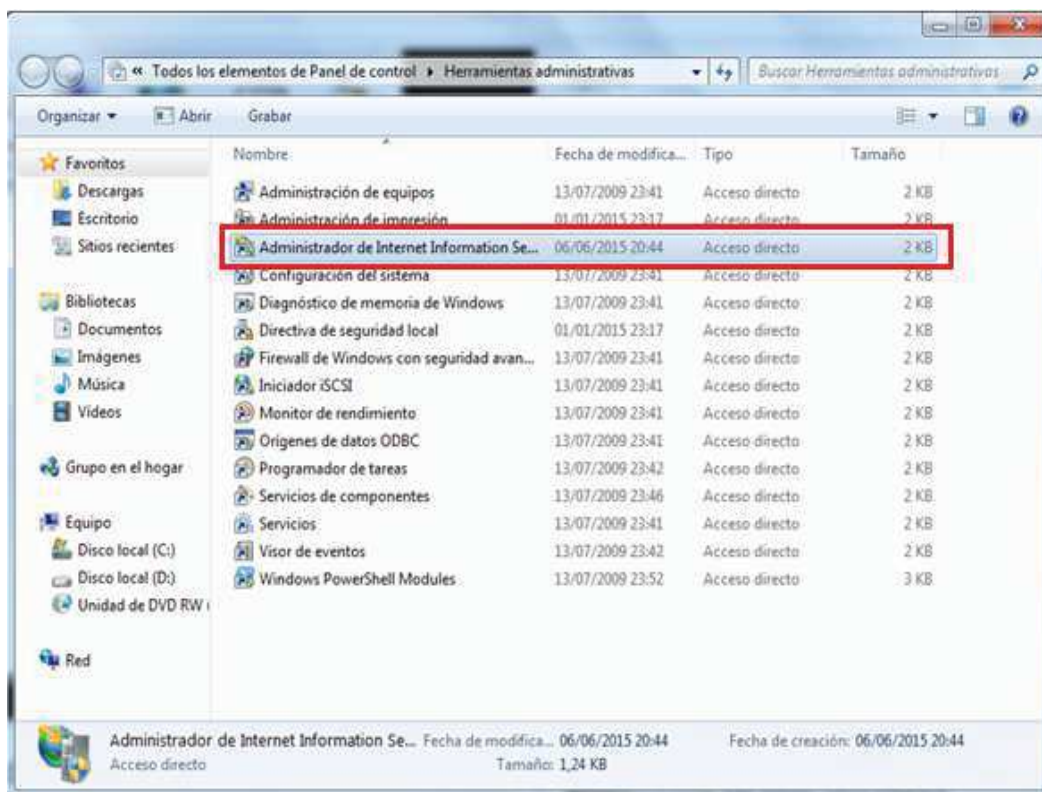 « Todos los elementos de Panel de control ▸ Herramientas administrativas Buscar Herramientas administrativas
Organizar Abrir Grabar
Nombre Fecha de modifica... Tipo Tamaño
Favoritos
Descargas
Escritorio
Sitios recientes
Bibliotecas
Documentos
Imágenes
Música
Vídeos
Grupo en el hogar
Equipo
Disco local (C:)
Disco local (D:)
Unidad de DVD RW
Red
Administración de equipos 13/07/2009 23:41 Acceso directo 2 KB
Administración de impresión 01/01/2015 23:17 Acceso directo 2 KB
Administrador de Internet Information Se... 06/06/2015 20:44 Acceso directo 2 KB
Configuración del sistema 13/07/2009 23:41 Acceso directo 2 KB
Diagnóstico de memoria de Windows 13/07/2009 23:41 Acceso directo 2 KB
Directiva de seguridad local 01/01/2015 23:17 Acceso directo 2 KB
Firewall de Windows con seguridad avan... 13/07/2009 23:41 Acceso directo 2 KB
Iniciador iSCSI 13/07/2009 23:41 Acceso directo 2 KB
Monitor de rendimiento 13/07/2009 23:41 Acceso directo 2 KB
Orígenes de datos ODBC 13/07/2009 23:41 Acceso directo 2 KB
Programador de tareas 13/07/2009 23:42 Acceso directo 2 KB
Servicios de componentes 13/07/2009 23:46 Acceso directo 2 KB
Servicios 13/07/2009 23:41 Acceso directo 2 KB
Visor de eventos 13/07/2009 23:42 Acceso directo 2 KB
Windows PowerShell Modules 13/07/2009 23:52 Acceso directo 3 KB
Administrador de Internet Information Se... Fecha de modifica... 06/06/2015 20:44 Fecha de creación: 06/06/2015 20:44
Acceso directo Tamaño: 1,24 KB